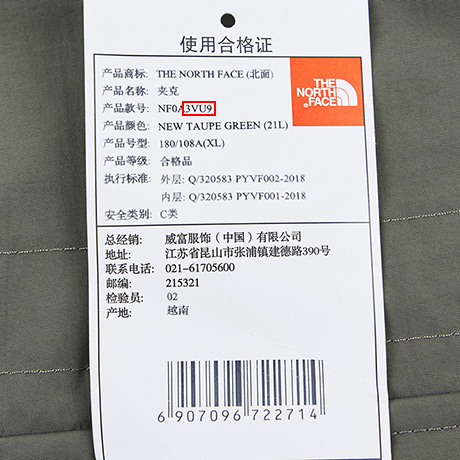 使用合格证
产品商标: THE NORTH FACE (北面)
产品名称: 夹克
产品款号: NF0A3VU9
产品颜色: NEW TAUPE GREEN (21L)
产品号型: 180/108A(XL)
产品等级: 合格品
执行标准: 外层: Q/320583 PYVF002-2018
内层: Q/320583 PYVF001-2018
安全类别: C类
THE
NORTH
FACE
总经销: 威富服饰（中国）有限公司
地址: 江苏省昆山市张浦镇建德路390号
联系电话: 021-61705600
邮编: 215321
检验员: 02
产地: 越南
6 907096 722714